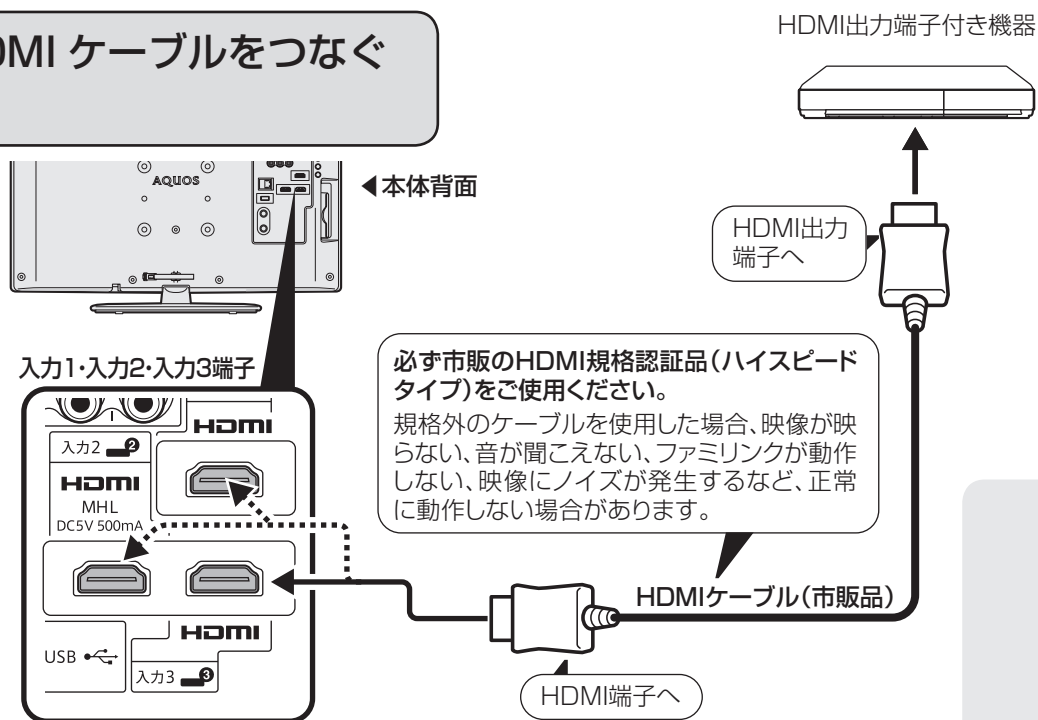 HDMI出力端子付き機器
DMI ケーブルをつなぐ
AQUOS
◀本体背面
HDMI出力
端子へ
入力1・入力2・入力3端子
必ず市販のHDMI規格認証品（ハイスピード
タイプ）をご使用ください。
規格外のケーブルを使用した場合、映像が映
らない、音が聞こえない、ファミリンクが動作
しない、映像にノイズが発生するなど、正常
に動作しない場合があります。
HDMI
入力2 2
HDMI
MHL
DC5V 500mA
HDMIケーブル（市販品）
HDMI
USB
入力3 3
HDMI端子へ